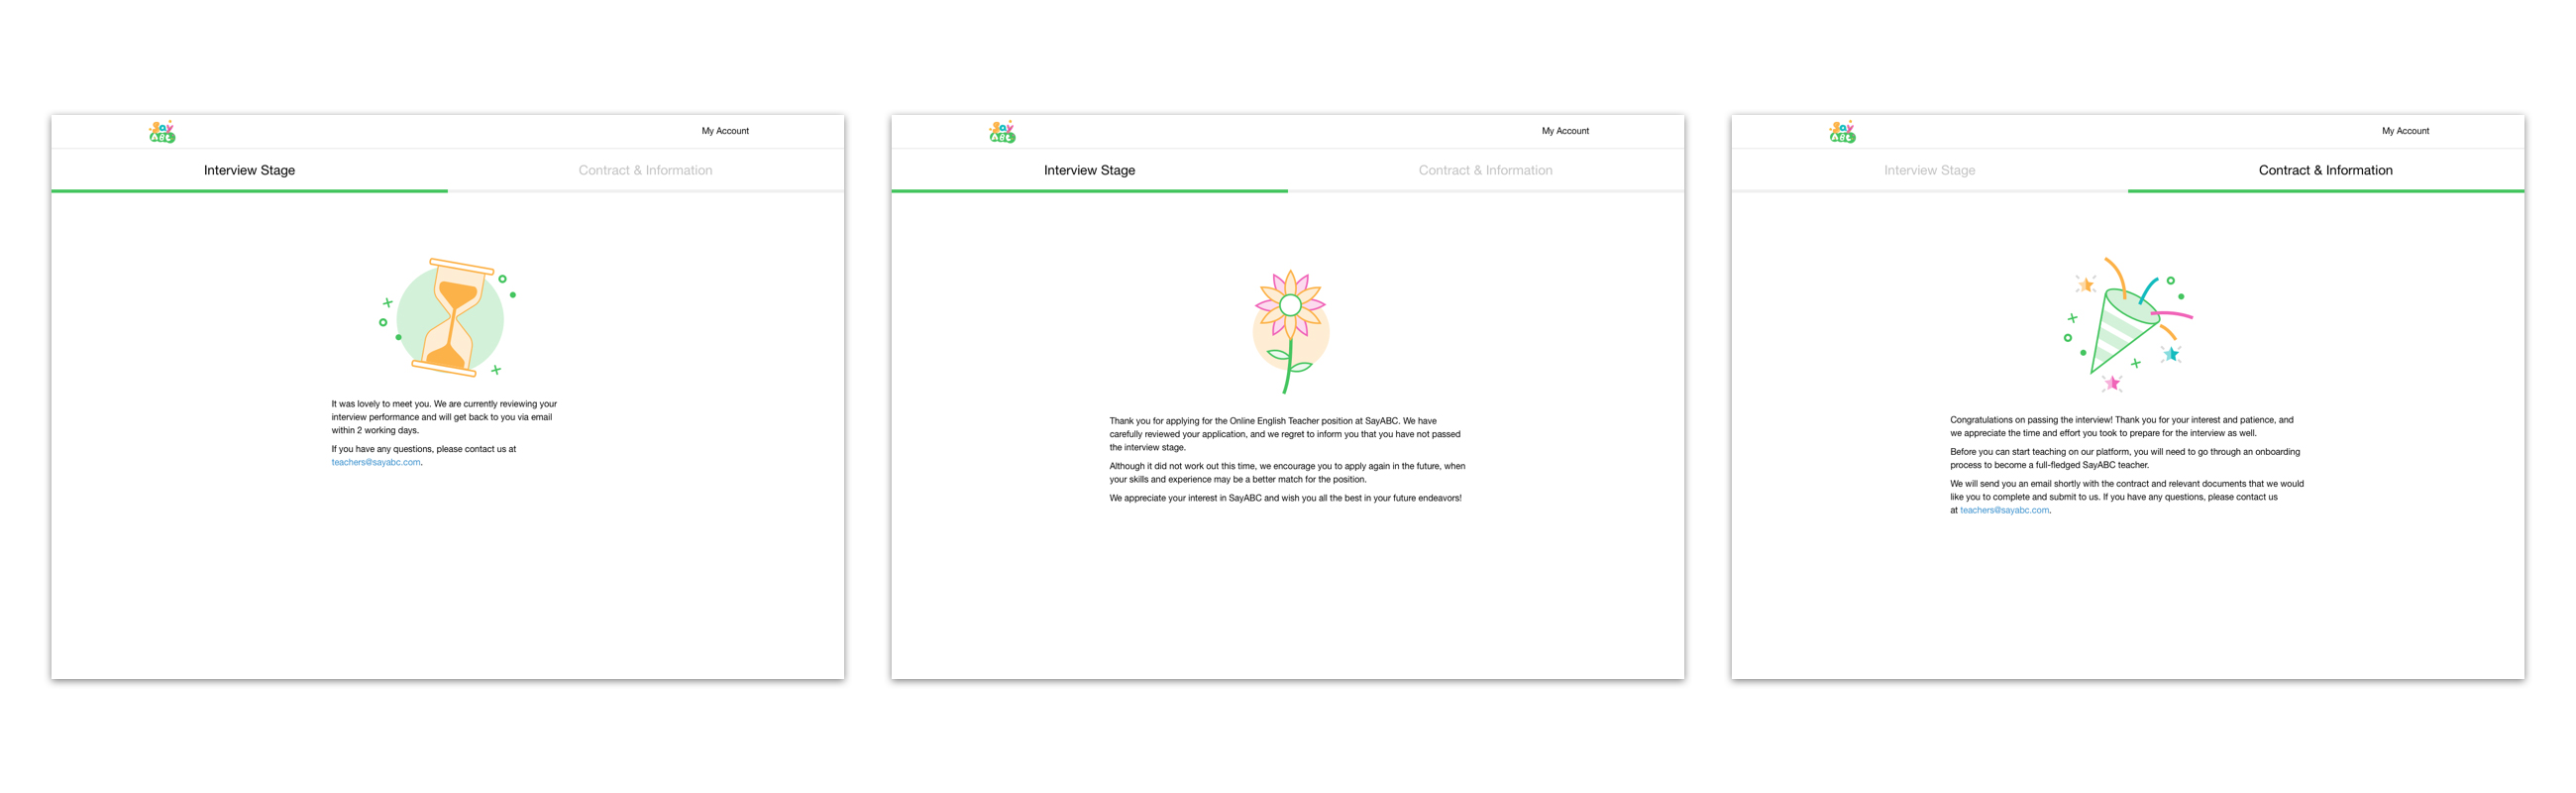 Say
ABC
My Account
Interview Stage
Contract & Information
It was lovely to meet you. We are currently reviewing your
interview performance and will get back to you via email
within 2 working days.
If you have any questions, please contact us at
teachers@sayabc.com.
Say
ABC
My Account
Interview Stage
Contract & Information
Thank you for applying for the Online English Teacher position at SayABC. We have
carefully reviewed your application, and we regret to inform you that you have not passed
the interview stage.
Although it did not work out this time, we encourage you to apply again in the future, when
your skills and experience may be a better match for the position.
We appreciate your interest in SayABC and wish you all the best in your future endeavors!
Say
ABC
My Account
Interview Stage
Contract & Information
Congratulations on passing the interview! Thank you for your interest and patience, and
we appreciate the time and effort you took to prepare for the interview as well.
Before you can start teaching on our platform, you will need to go through an onboarding
process to become a full-fledged SayABC teacher.
We will send you an email shortly with the contract and relevant documents that we would
like you to complete and submit to us. If you have any questions, please contact us
at teachers@sayabc.com.